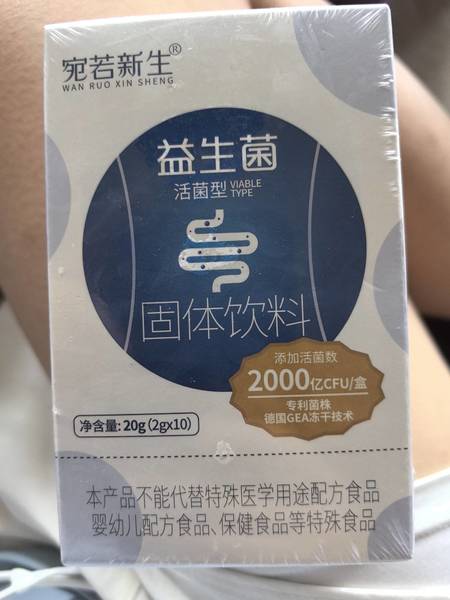 宛若新生®
WAN RUO XIN SHENG
益生菌
活菌型 VIABLE
TYPE
固体饮料
添加活菌数
2000亿CFU/盒
专利菌株
德国GEA冻干技术
净含量: 20g (2gx10)
本产品不能代替特殊医学用途配方食品
婴幼儿配方食品、保健食品等特殊食品